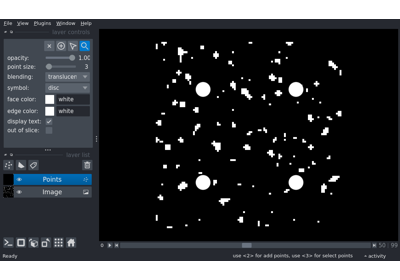 File View Plugins Window Help
layer controls
opacity: 1.00
point size: 3
blending: translucen
symbol: disc
face color: white
edge color: white
display text:
out of slice:
layer list
Points
Image
0 50 99
Ready use <2> for add points, use <3> for select points activity